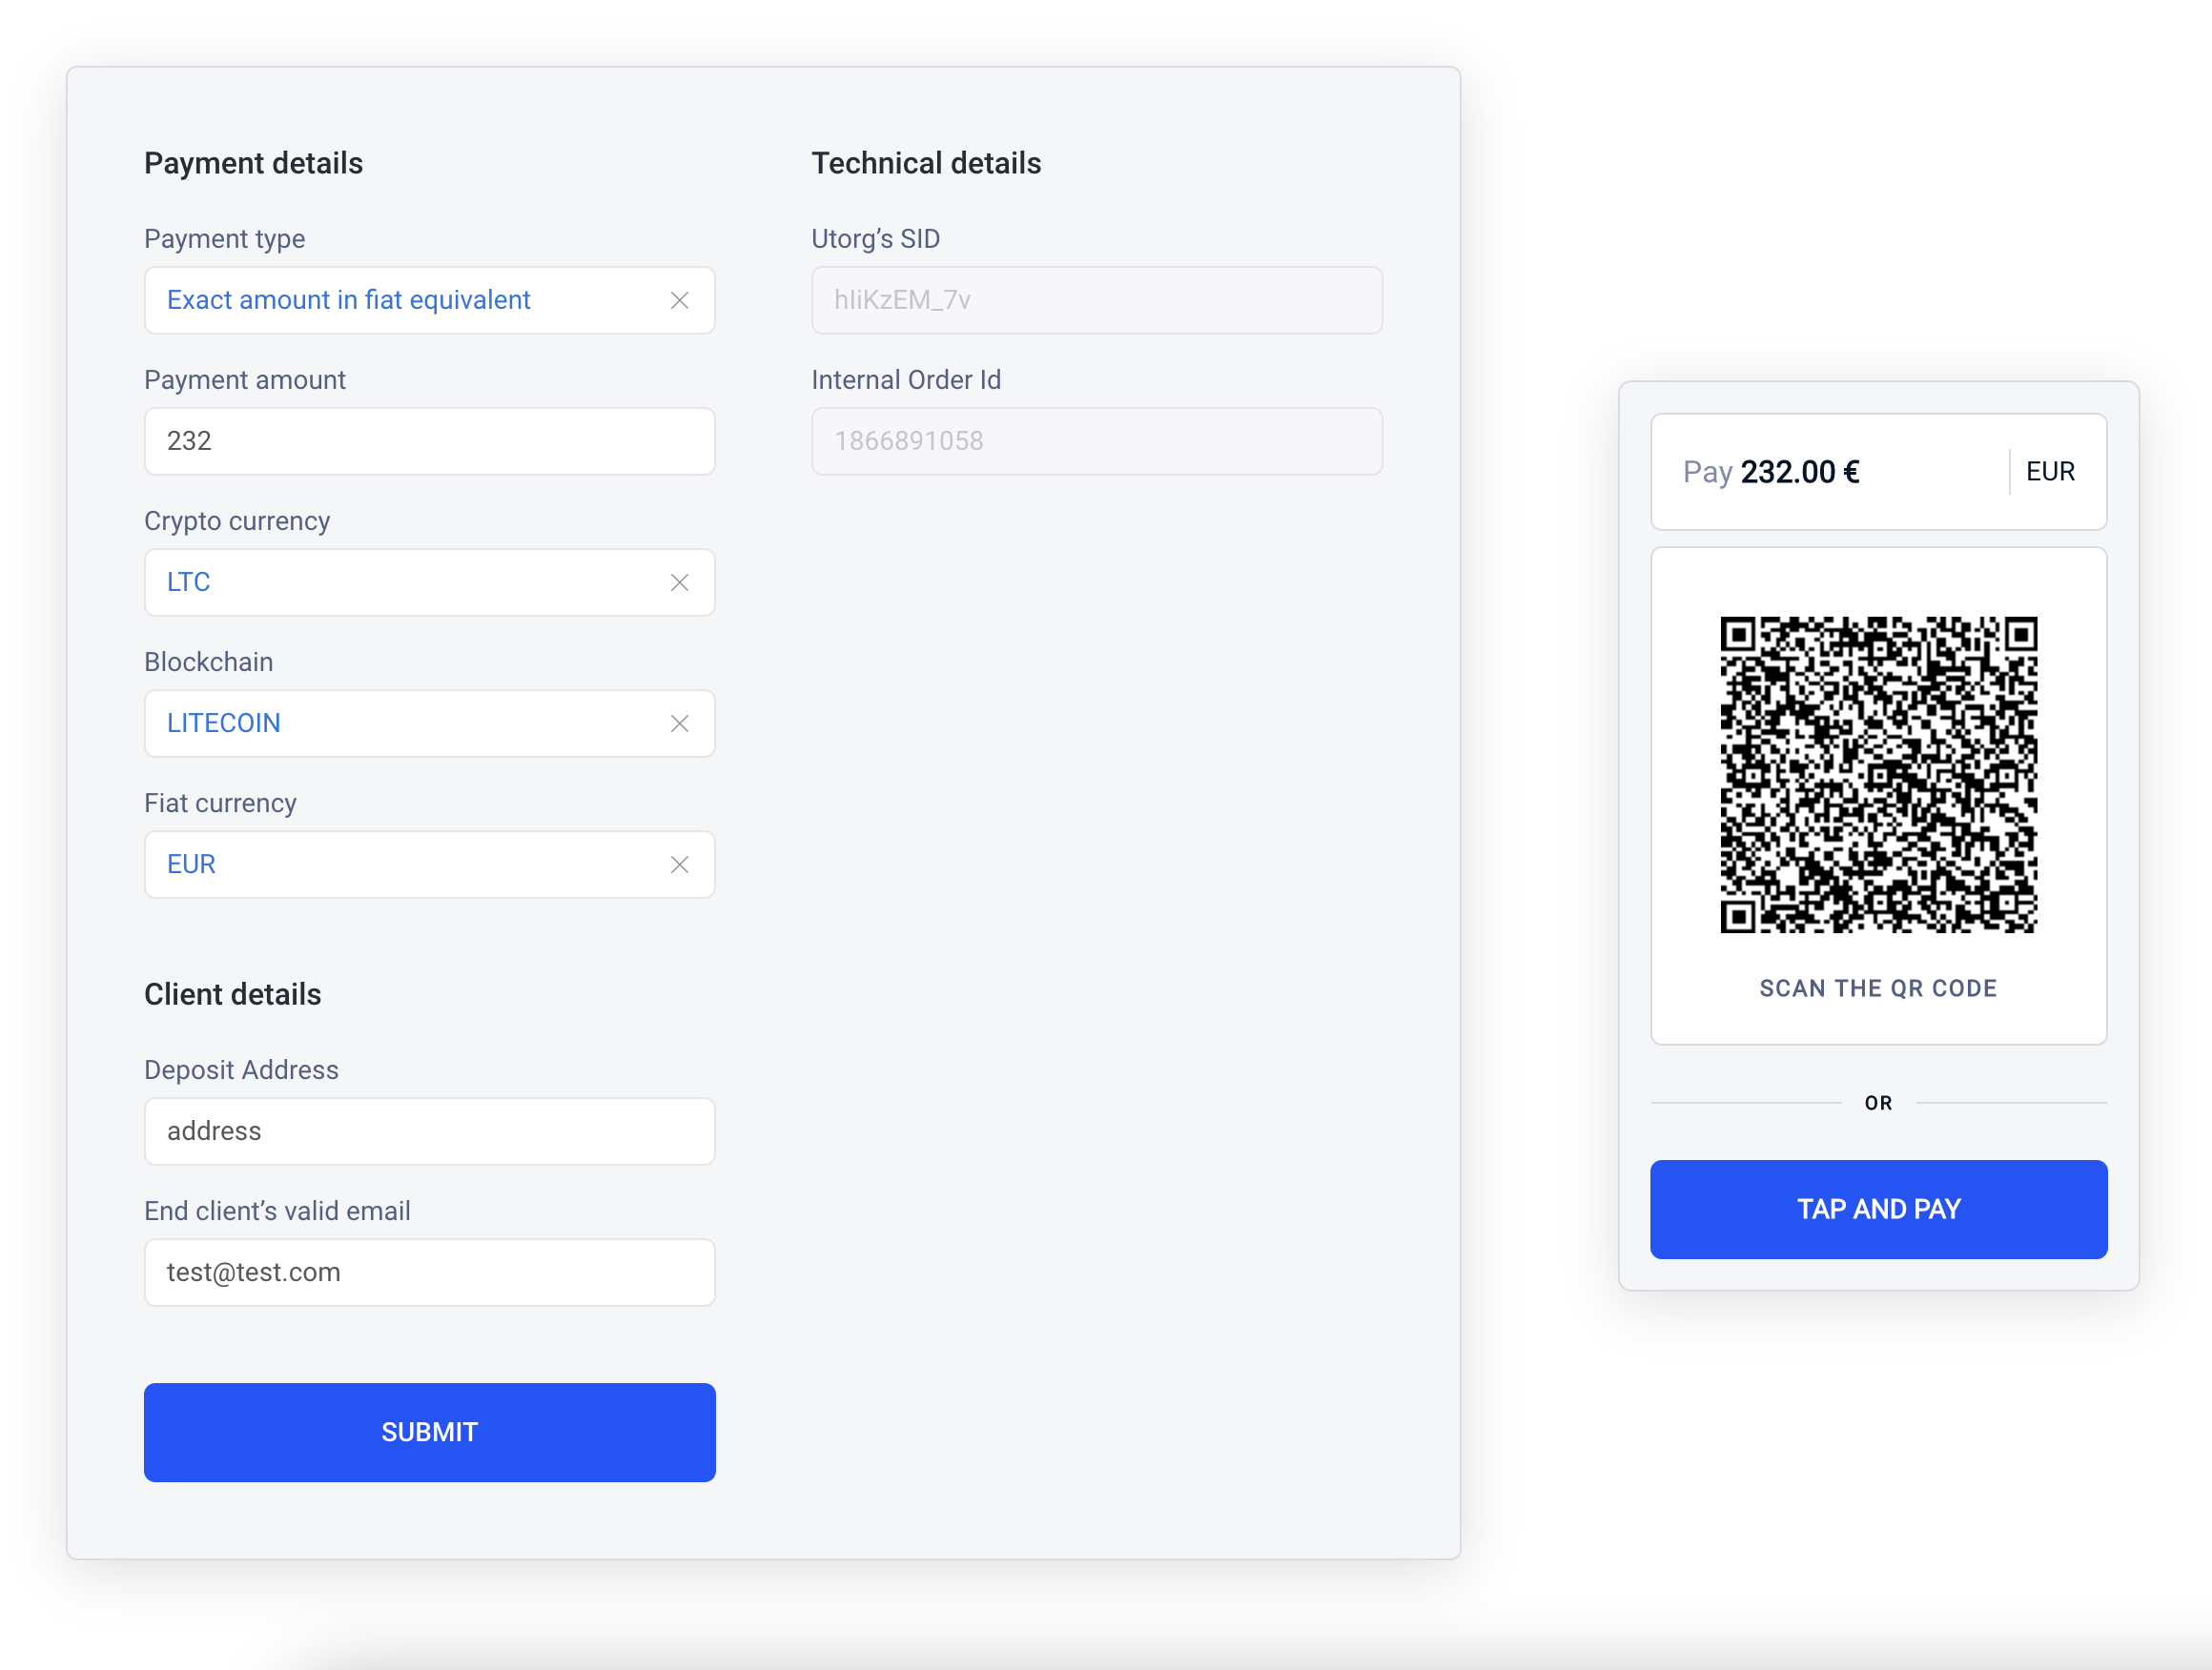 Payment details
Payment type
Exact amount in fiat equivalent
Payment amount
232
Crypto currency
LTC
Blockchain
LITECOIN
Fiat currency
EUR
Client details
Deposit Address
address
End client’s valid email
test@test.com
SUBMIT
Technical details
Utorg’s SID
hIiKzEM_7v
Internal Order Id
1866891058
Pay 232.00 € EUR
SCAN THE QR CODE
OR
TAP AND PAY